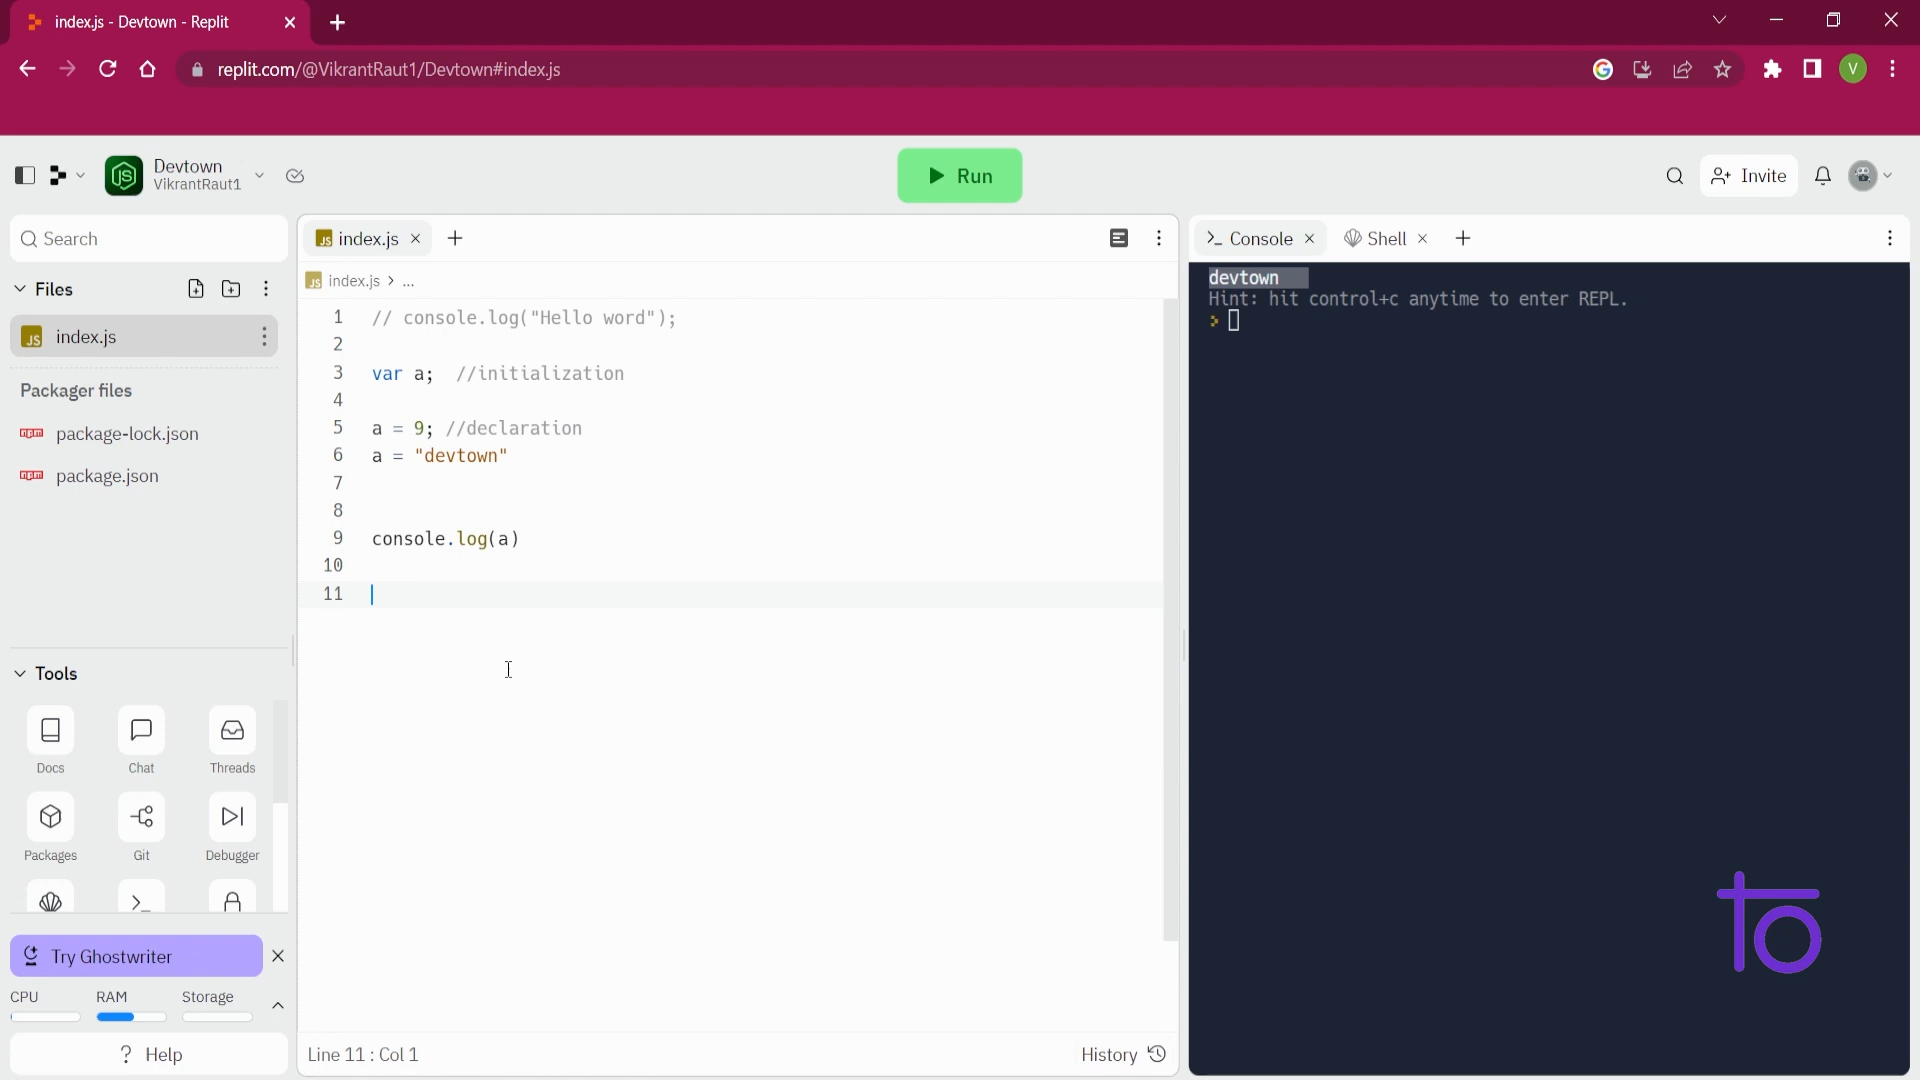 index.js - Devtown - Replit
replit.com/@VikrantRaut1/Devtown#index.js
V
Devtown
VikrantRaut1
Run
Invite
Search
Files
index.js
Packager files
package-lock.json
package.json
Tools
Docs
Chat
Threads
Packages
Git
Debugger
Try Ghostwriter
CPU
RAM
Storage
? Help
JS index.js
JS index.js > ...
1 // console.log("Hello word");
2
3 var a;  //initialization
4
5 a = 9; //declaration
6 a = "devtown"
7
8
9 console.log(a)
10
11
Line 11 : Col 1
History
>_ Console
Shell
devtown
Hint: hit control+c anytime to enter REPL.
>